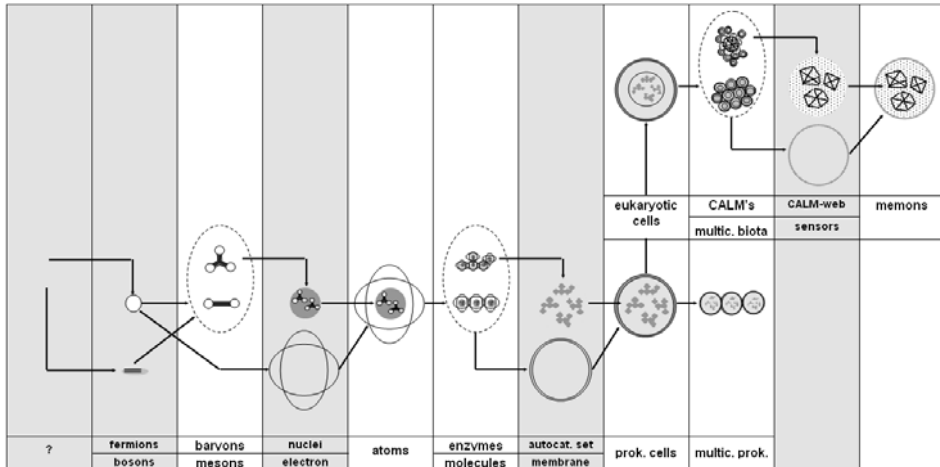 eukaryotic
cells
CALM's
multic. biota
CALM-web
sensors
memons
?
fermions
bosons
baryons
mesons
nuclei
electron
atoms
enzymes
molecules
autocat. set
membrane
prok. cells
multic. prok.